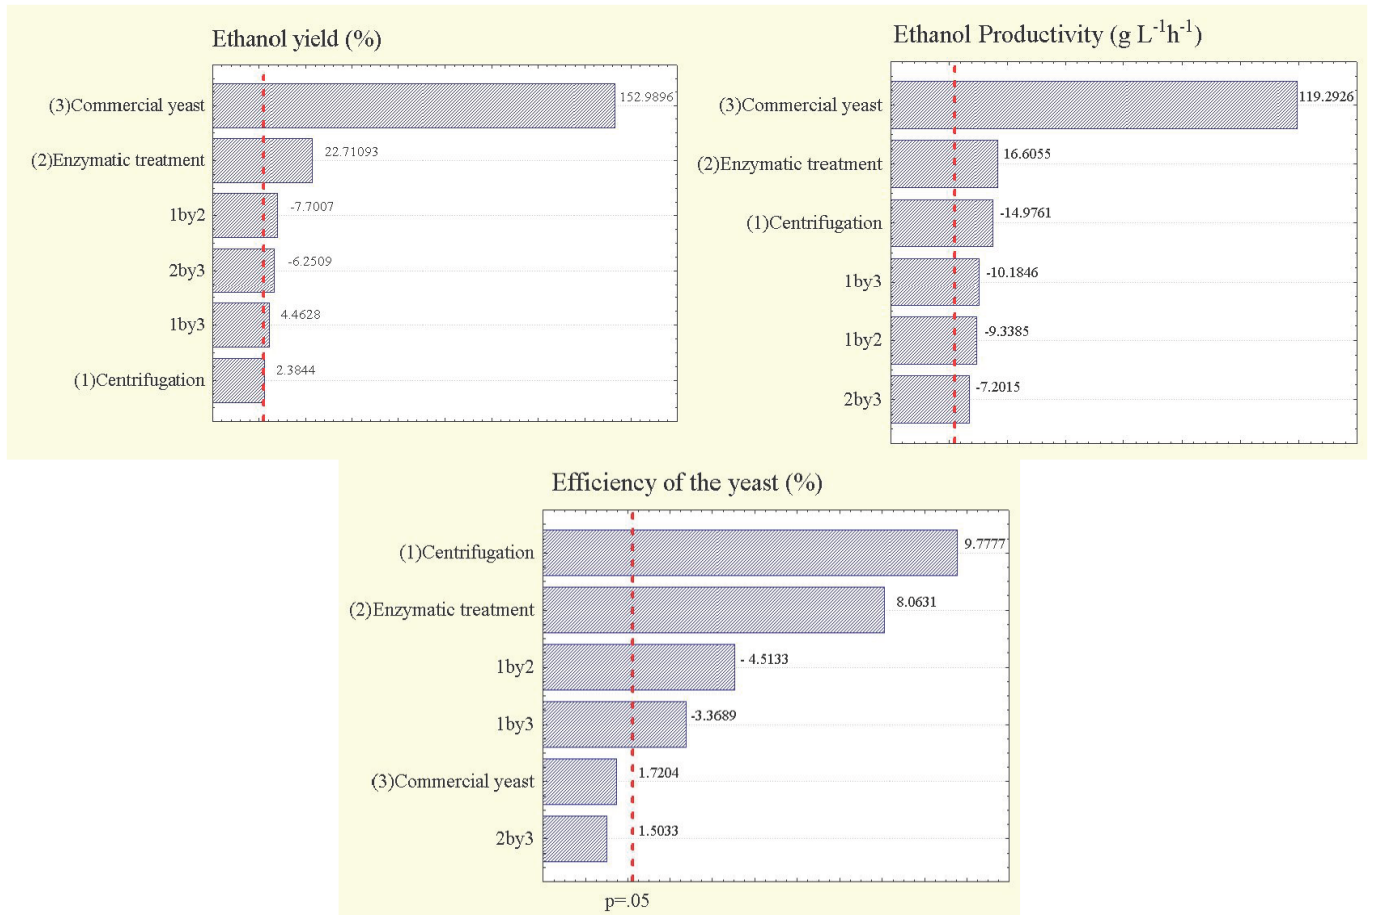 Ethanol yield (%)
(3)Commercial yeast 152.9896
(2)Enzymatic treatment 22.71093
1by2 -7.7007
2by3 -6.2509
1by3 4.4628
(1)Centrifugation 2.3844
Ethanol Productivity (g L⁻¹h⁻¹)
(3)Commercial yeast 119.2926
(2)Enzymatic treatment 16.6055
(1)Centrifugation -14.9761
1by3 -10.1846
1by2 -9.3385
2by3 -7.2015
Efficiency of the yeast (%)
(1)Centrifugation 9.7777
(2)Enzymatic treatment 8.0631
1by2 - 4.5133
1by3 -3.3689
(3)Commercial yeast 1.7204
2by3 1.5033
p=.05